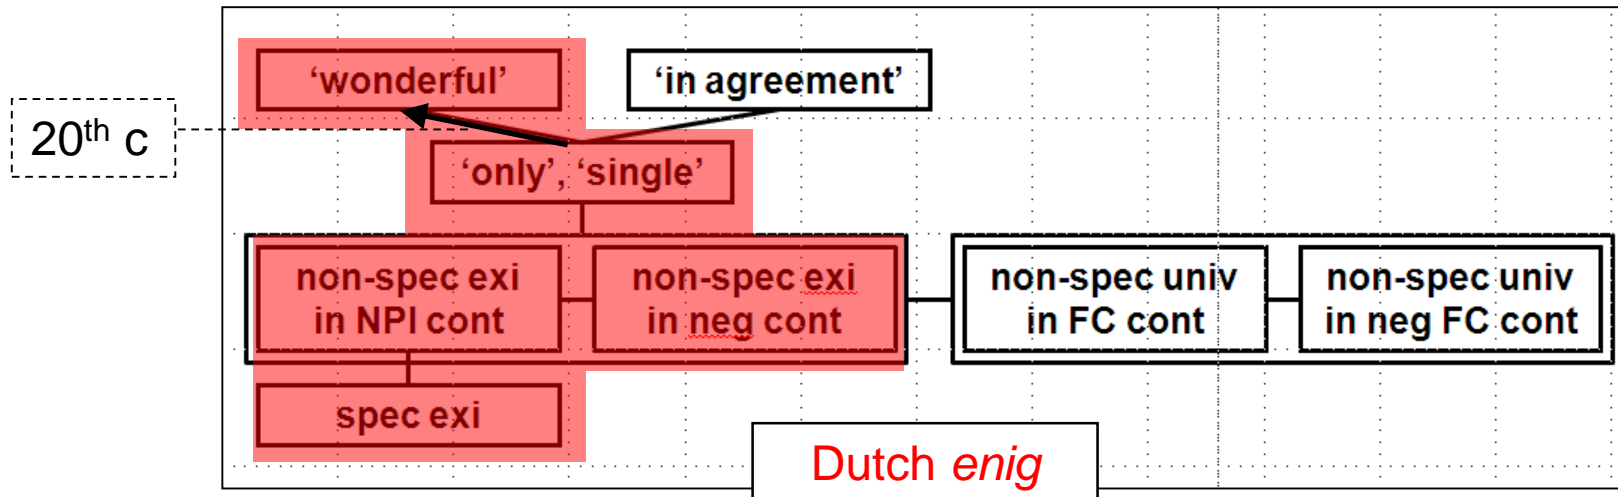 ‘wonderful’
‘in agreement’
20th c
‘only’, ‘single’
non-spec exi
in NPI cont
non-spec exi
in neg cont
non-spec univ
in FC cont
non-spec univ
in neg FC cont
spec exi
Dutch enig